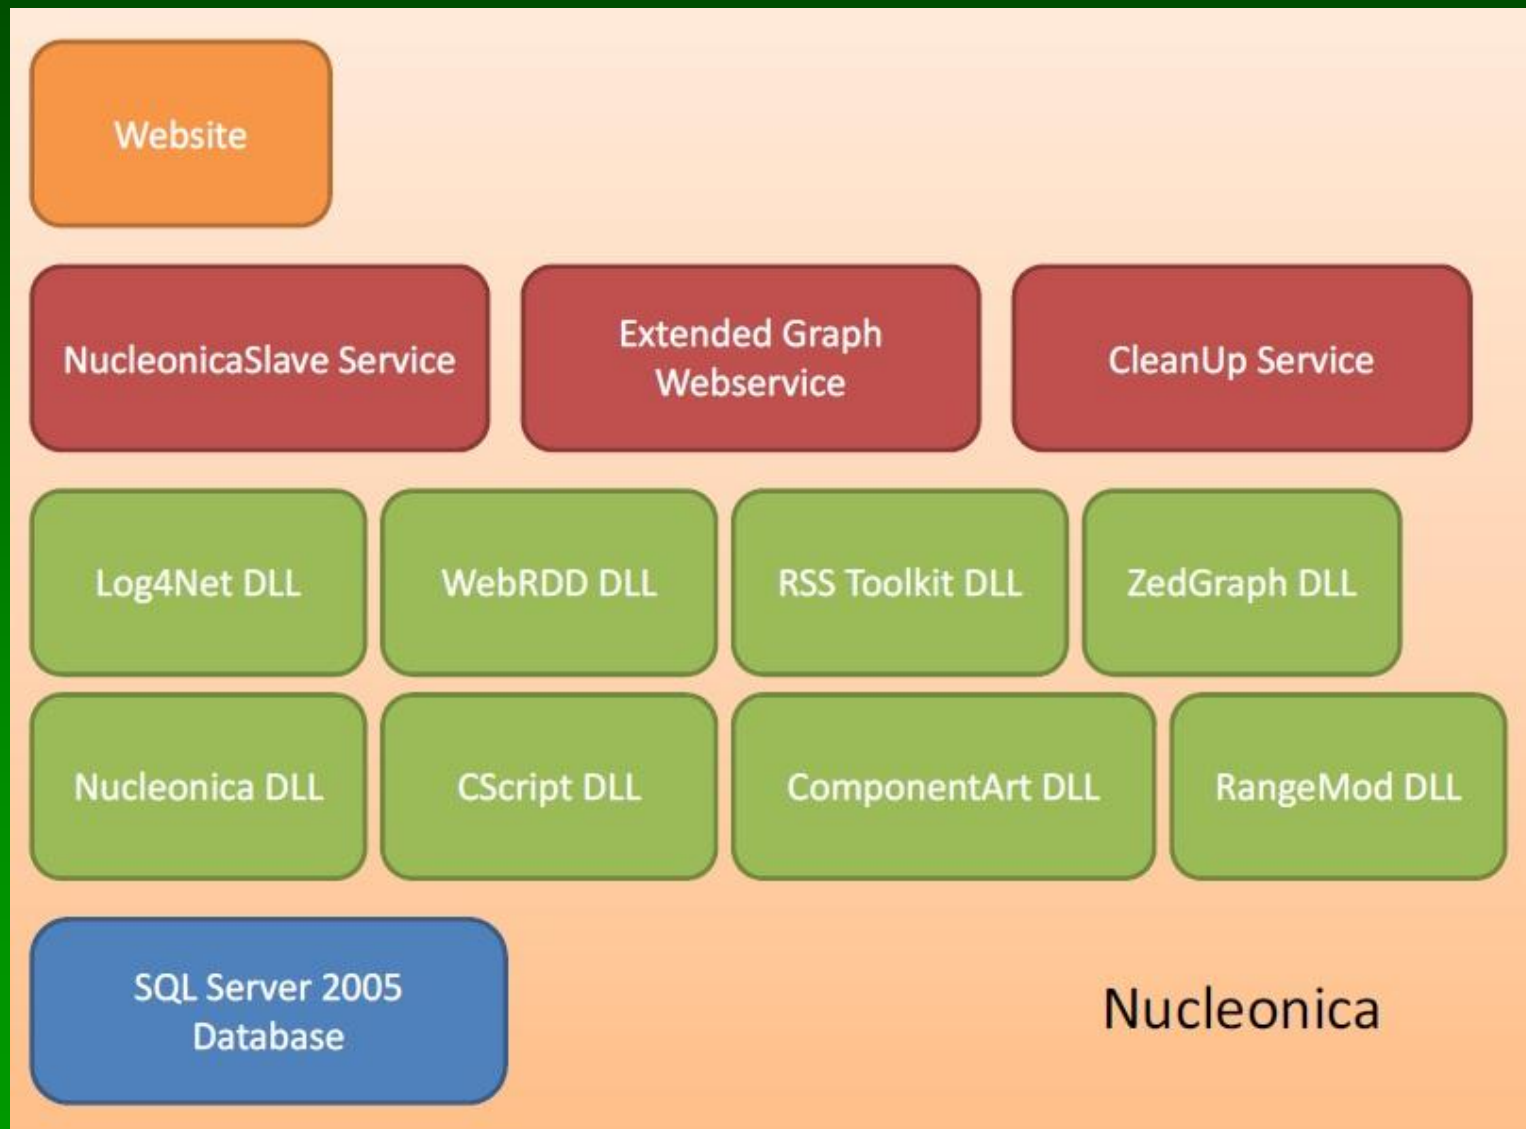 Website
NucleonicaSlave Service
Extended Graph
Webservice
CleanUp Service
Log4Net DLL
WebRDD DLL
RSS Toolkit DLL
ZedGraph DLL
Nucleonica DLL
CScript DLL
ComponentArt DLL
RangeMod DLL
SQL Server 2005
Database
Nucleonica